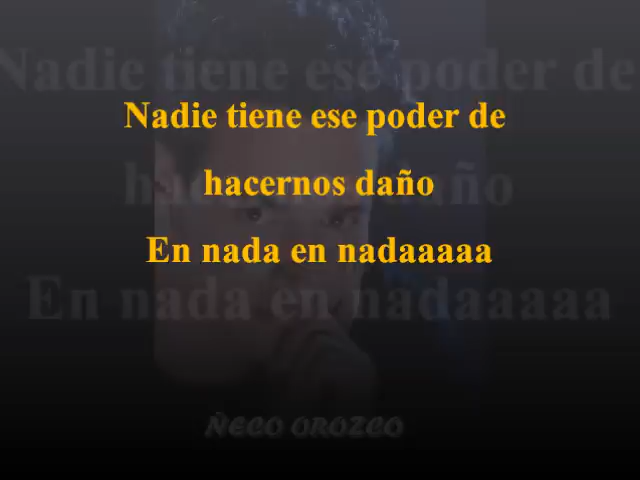 Nadie tiene ese poder de
hacernos daño
En nada en nadaaaaa
ÑECO OROZCO